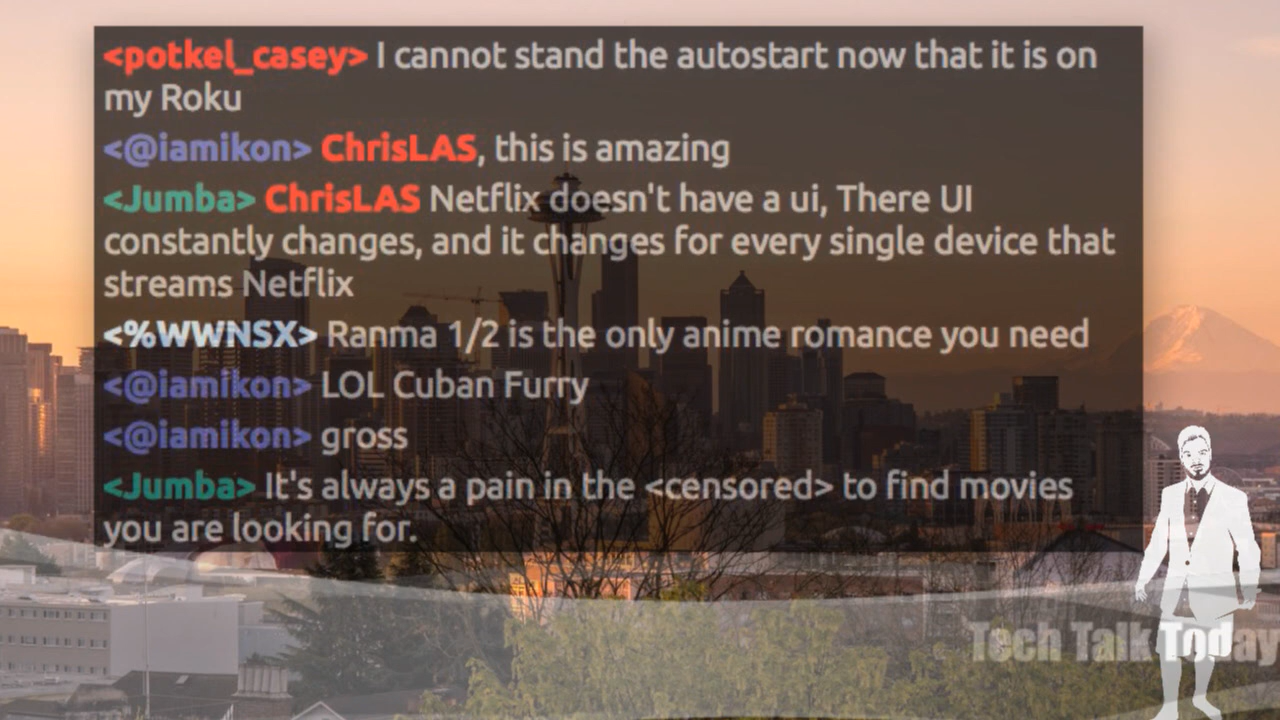 <potkel_casey> I cannot stand the autostart now that it is on
my Roku
<@iamikon> ChrisLAS, this is amazing
<Jumba> ChrisLAS Netflix doesn't have a ui, There UI
constantly changes, and it changes for every single device that
streams Netflix
<%WWNSX> Ranma 1/2 is the only anime romance you need
<@iamikon> LOL Cuban Furry
<@iamikon> gross
<Jumba> It's always a pain in the <censored> to find movies
you are looking for.
Tech Talk Today